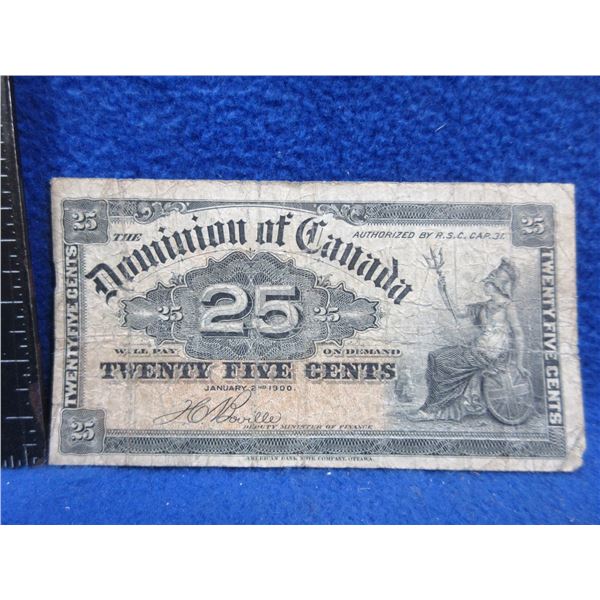 25
25
THE
Dominion of Canada
AUTHORIZED BY R.S.C. CAP. 31.
TWENTY FIVE CENTS
TWENTY FIVE CENTS
25
25
25
WILL PAY
ON DEMAND
TWENTY FIVE CENTS
JANUARY 2ND 1900.
H C Boville
DEPUTY MINISTER OF FINANCE
25
AMERICAN BANK NOTE COMPANY, OTTAWA.